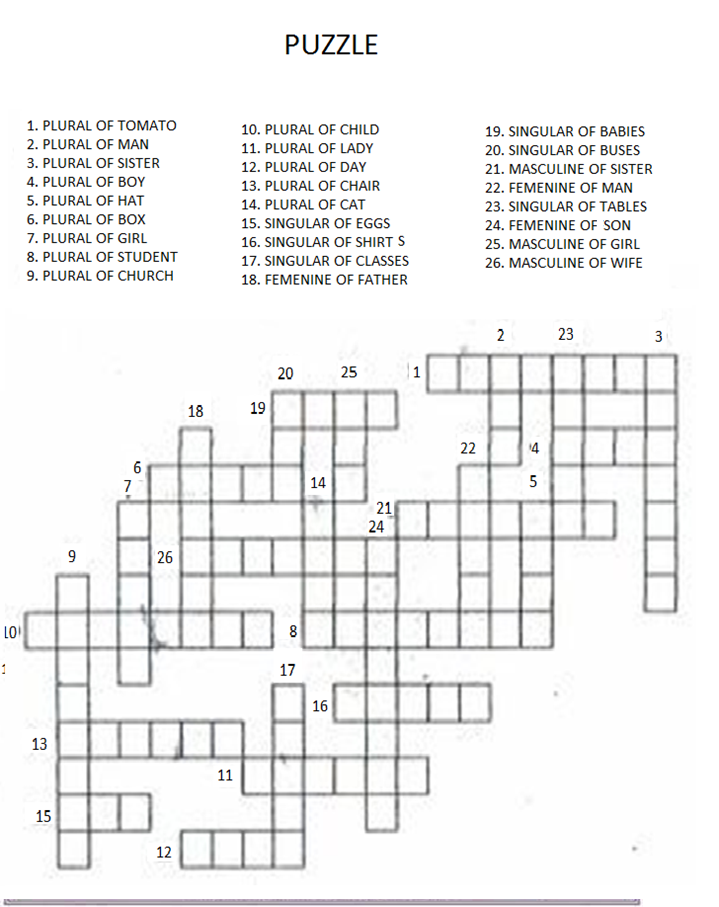 PUZZLE
1. PLURAL OF TOMATO
2. PLURAL OF MAN
3. PLURAL OF SISTER
4. PLURAL OF BOY
5. PLURAL OF HAT
6. PLURAL OF BOX
7. PLURAL OF GIRL
8. PLURAL OF STUDENT
9. PLURAL OF CHURCH
10. PLURAL OF CHILD
11. PLURAL OF LADY
12. PLURAL OF DAY
13. PLURAL OF CHAIR
14. PLURAL OF CAT
15. SINGULAR OF EGGS
16. SINGULAR OF SHIRT S
17. SINGULAR OF CLASSES
18. FEMENINE OF FATHER
19. SINGULAR OF BABIES
20. SINGULAR OF BUSES
21. MASCULINE OF SISTER
22. FEMENINE OF MAN
23. SINGULAR OF TABLES
24. FEMENINE OF SON
25. MASCULINE OF GIRL
26. MASCULINE OF WIFE
2 23 3
20 25 1
18 19
22 4
6
7 14 5
21
24
9 26
10 8
1
17
16
13
11
15
12